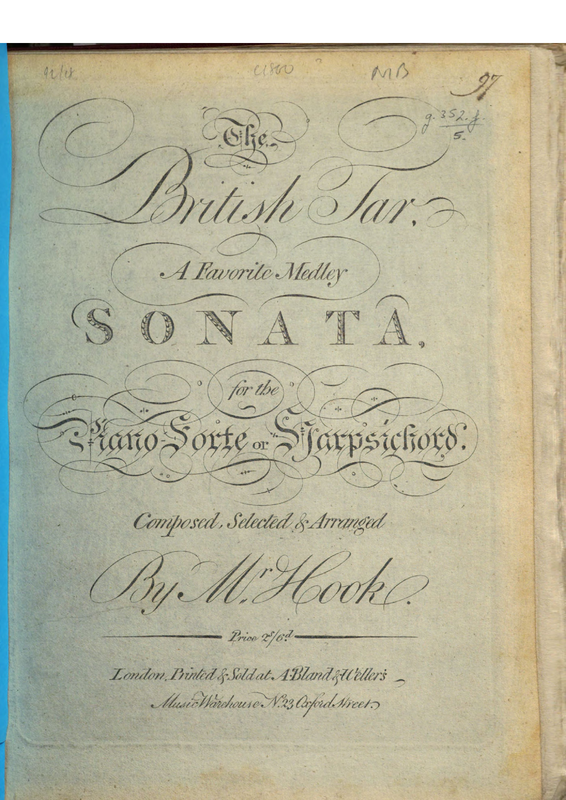 97
g.352.f.
5.
The
British Tar.
A Favorite Medley
SONATA,
for the
Piano Forte or Harpsichord.
Composed, Selected & Arranged
By Mr. Hook.
Price 2s/6d
London, Printed & Sold at A. Bland & Weller's
Music Warehouse No. 23 Oxford Street.